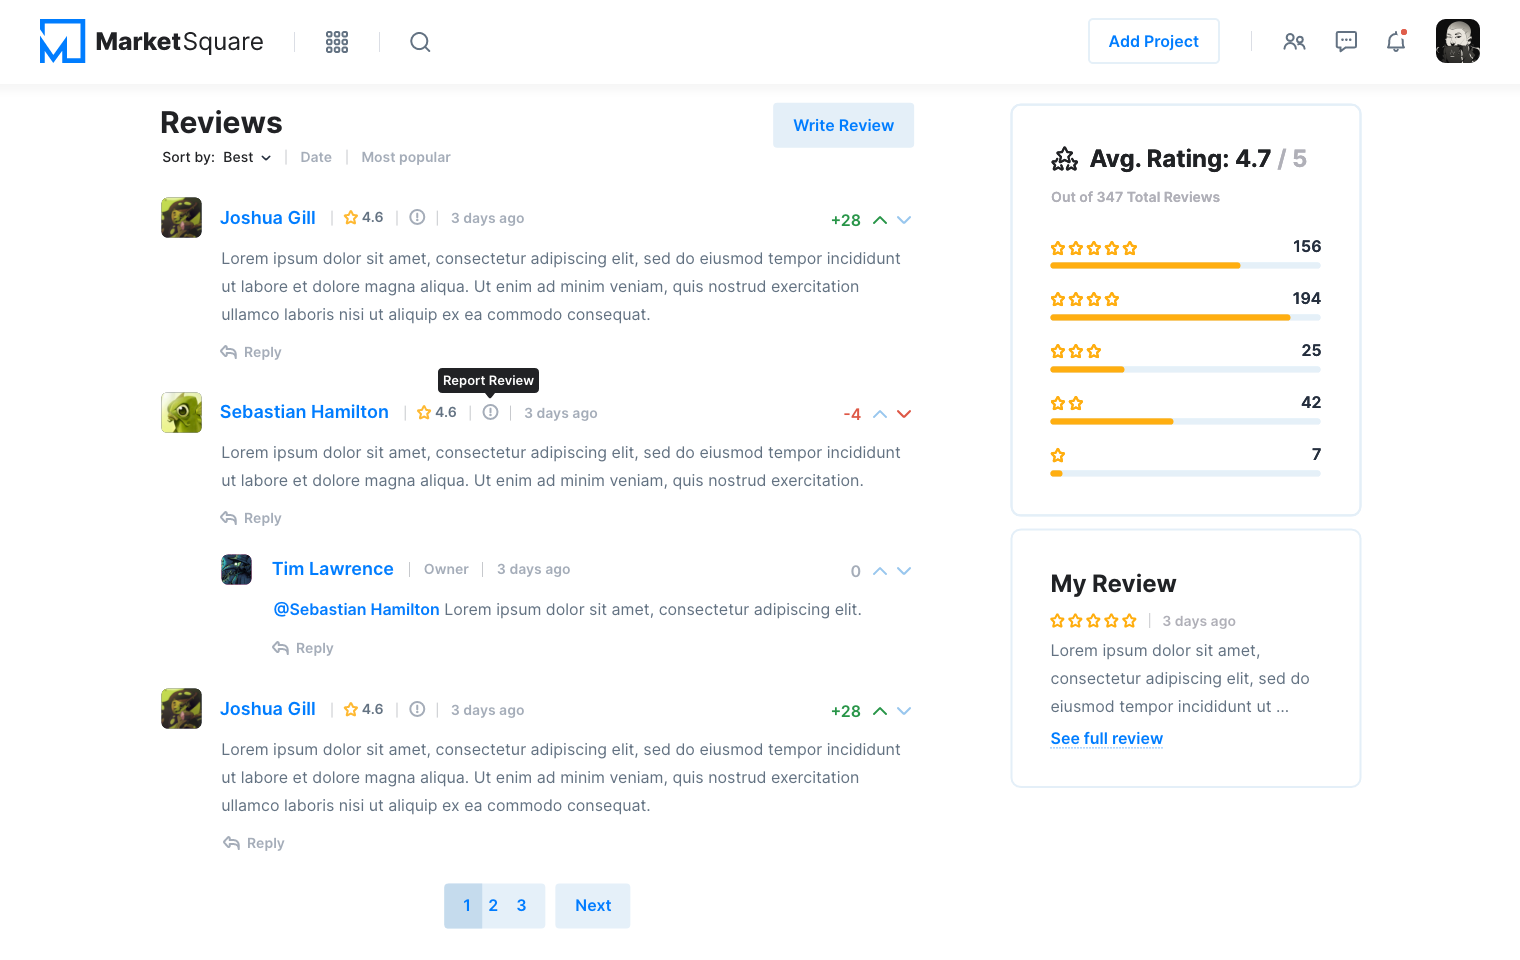 MarketSquare
Add Project
Reviews
Write Review
Sort by: Best | Date | Most popular
Joshua Gill | 4.6 | 3 days ago
+28
Lorem ipsum dolor sit amet, consectetur adipiscing elit, sed do eiusmod tempor incididunt
ut labore et dolore magna aliqua. Ut enim ad minim veniam, quis nostrud exercitation
ullamco laboris nisi ut aliquip ex ea commodo consequat.
Reply
Report Review
Sebastian Hamilton | 4.6 | 3 days ago
-4
Lorem ipsum dolor sit amet, consectetur adipiscing elit, sed do eiusmod tempor incididunt
ut labore et dolore magna aliqua. Ut enim ad minim veniam, quis nostrud exercitation.
Reply
Tim Lawrence | Owner | 3 days ago
0
@Sebastian Hamilton Lorem ipsum dolor sit amet, consectetur adipiscing elit.
Reply
Joshua Gill | 4.6 | 3 days ago
+28
Lorem ipsum dolor sit amet, consectetur adipiscing elit, sed do eiusmod tempor incididunt
ut labore et dolore magna aliqua. Ut enim ad minim veniam, quis nostrud exercitation
ullamco laboris nisi ut aliquip ex ea commodo consequat.
Reply
1 2 3 Next
Avg. Rating: 4.7 / 5
Out of 347 Total Reviews
156
194
25
42
7
My Review
3 days ago
Lorem ipsum dolor sit amet,
consectetur adipiscing elit, sed do
eiusmod tempor incididunt ut ...
See full review